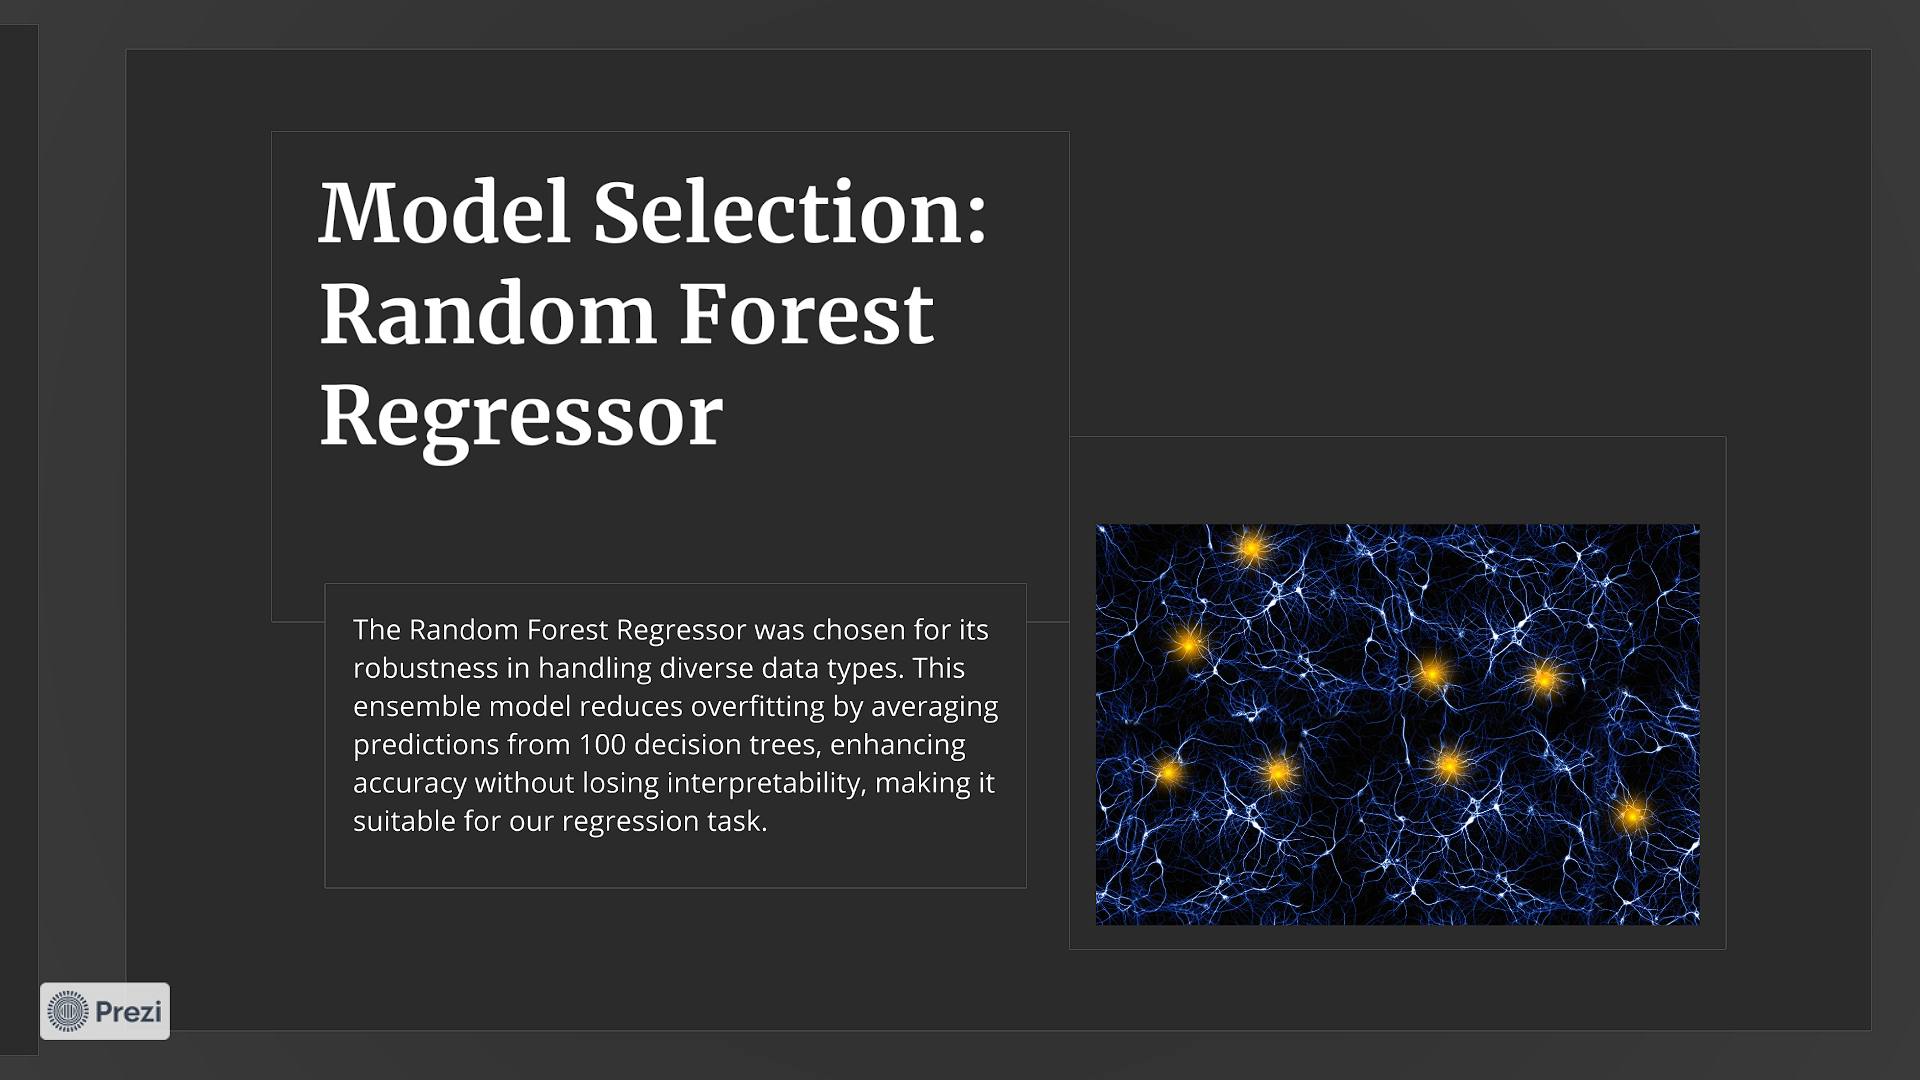 Model Selection:
Random Forest
Regressor
The Random Forest Regressor was chosen for its
robustness in handling diverse data types. This
ensemble model reduces overfitting by averaging
predictions from 100 decision trees, enhancing
accuracy without losing interpretability, making it
suitable for our regression task.
Prezi